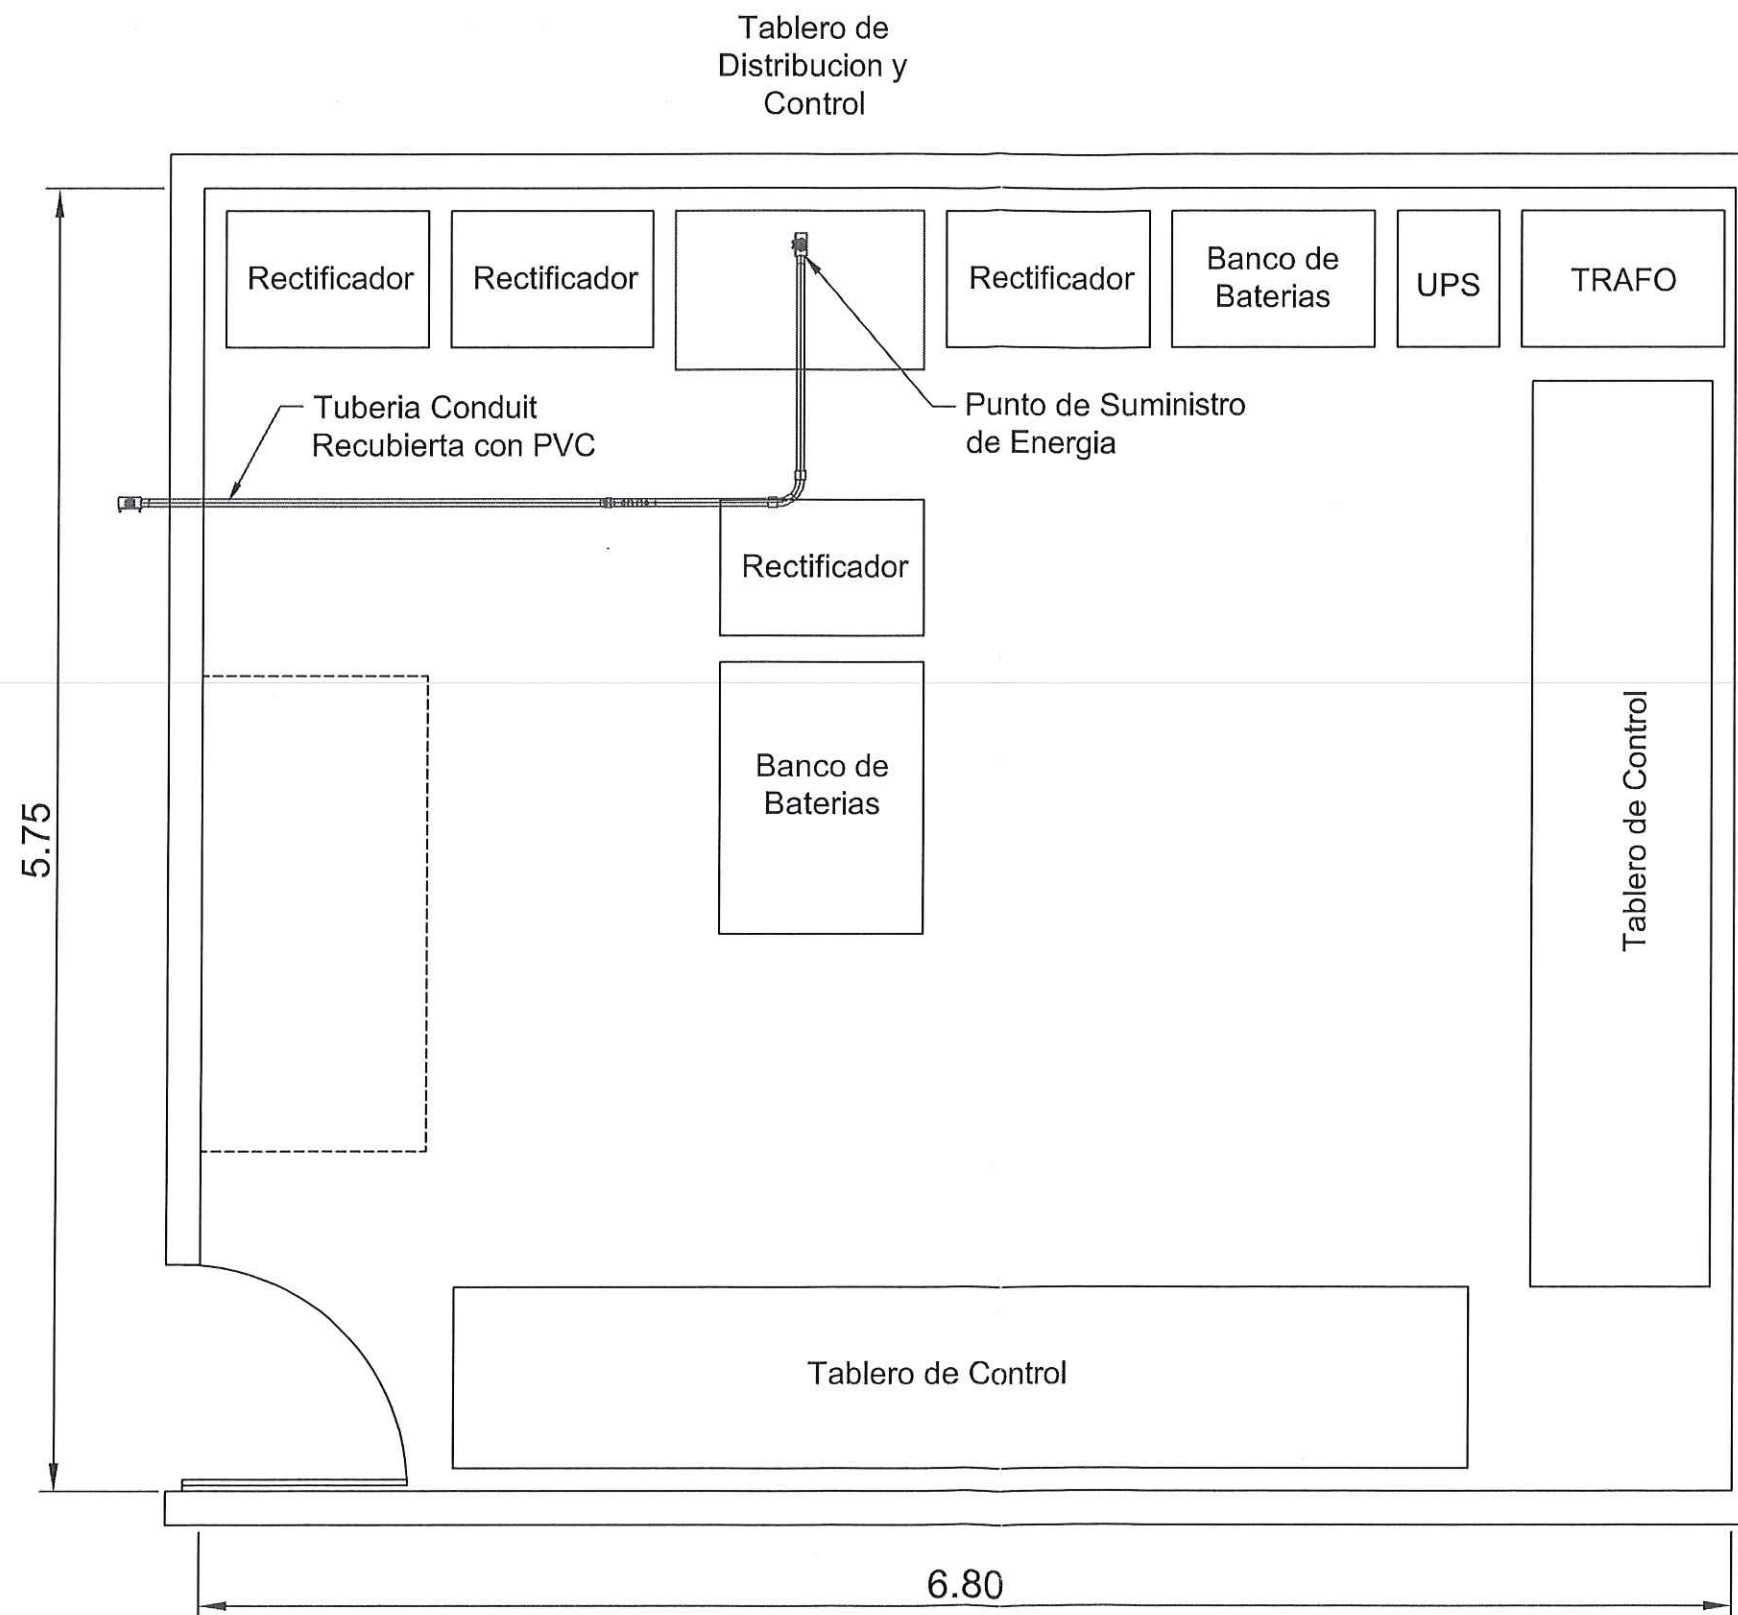 Tablero de
Distribucion y
Control
Rectificador
Rectificador
Rectificador
Banco de
Baterias
UPS
TRAFO
Tuberia Conduit
Recubierta con PVC
Punto de Suministro
de Energia
Rectificador
Banco de
Baterias
Tablero de Control
5.75
Tablero de Control
6.80